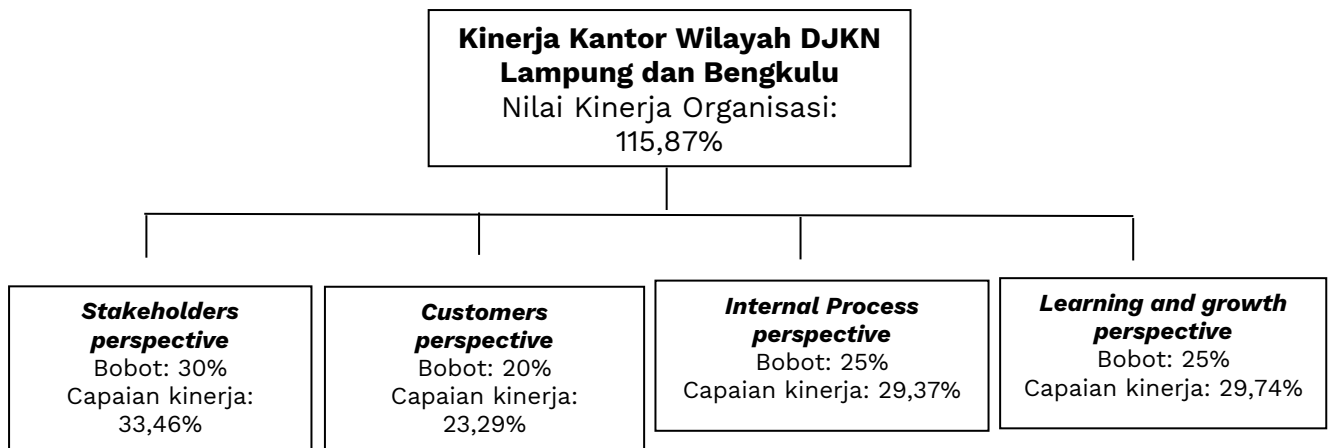 Kinerja Kantor Wilayah DJKN
Lampung dan Bengkulu
Nilai Kinerja Organisasi:
115,87%
Stakeholders
perspective
Bobot: 30%
Capaian kinerja:
33,46%
Customers
perspective
Bobot: 20%
Capaian kinerja:
23,29%
Internal Process
perspective
Bobot: 25%
Capaian kinerja: 29,37%
Learning and growth
perspective
Bobot: 25%
Capaian kinerja: 29,74%